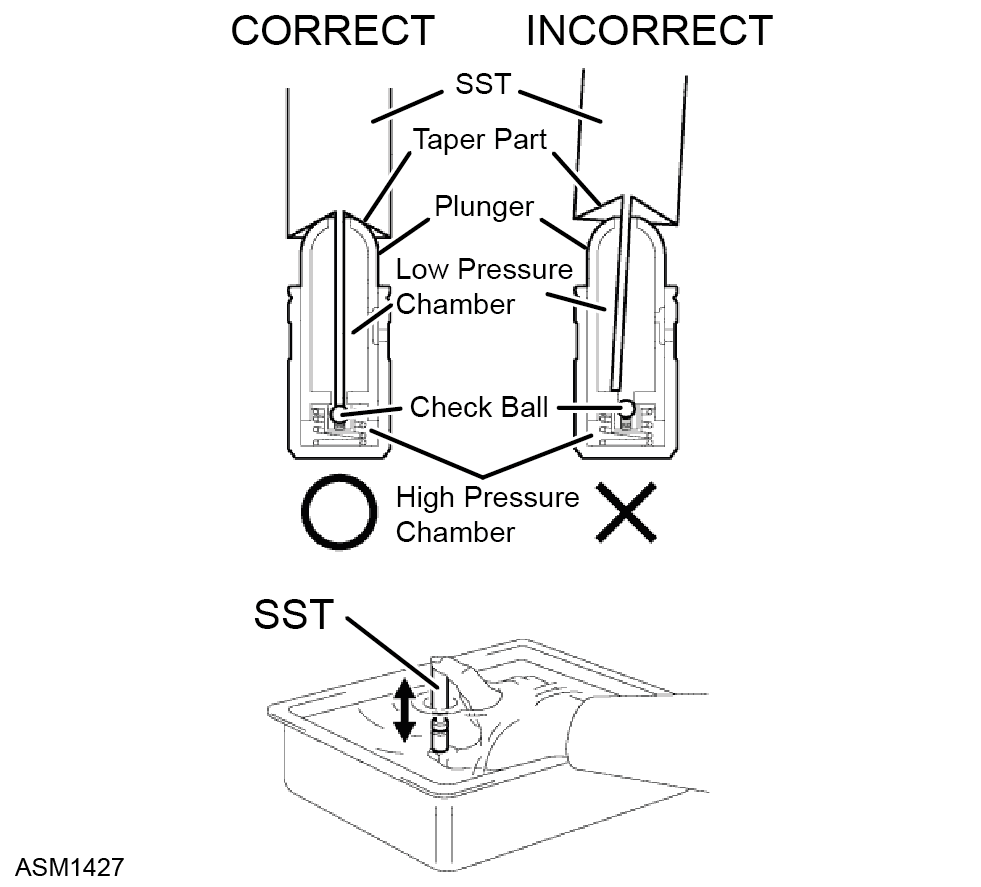 CORRECT
INCORRECT
SST
Taper Part
Plunger
Low Pressure
Chamber
Check Ball
High Pressure
Chamber
SST
ASM1427